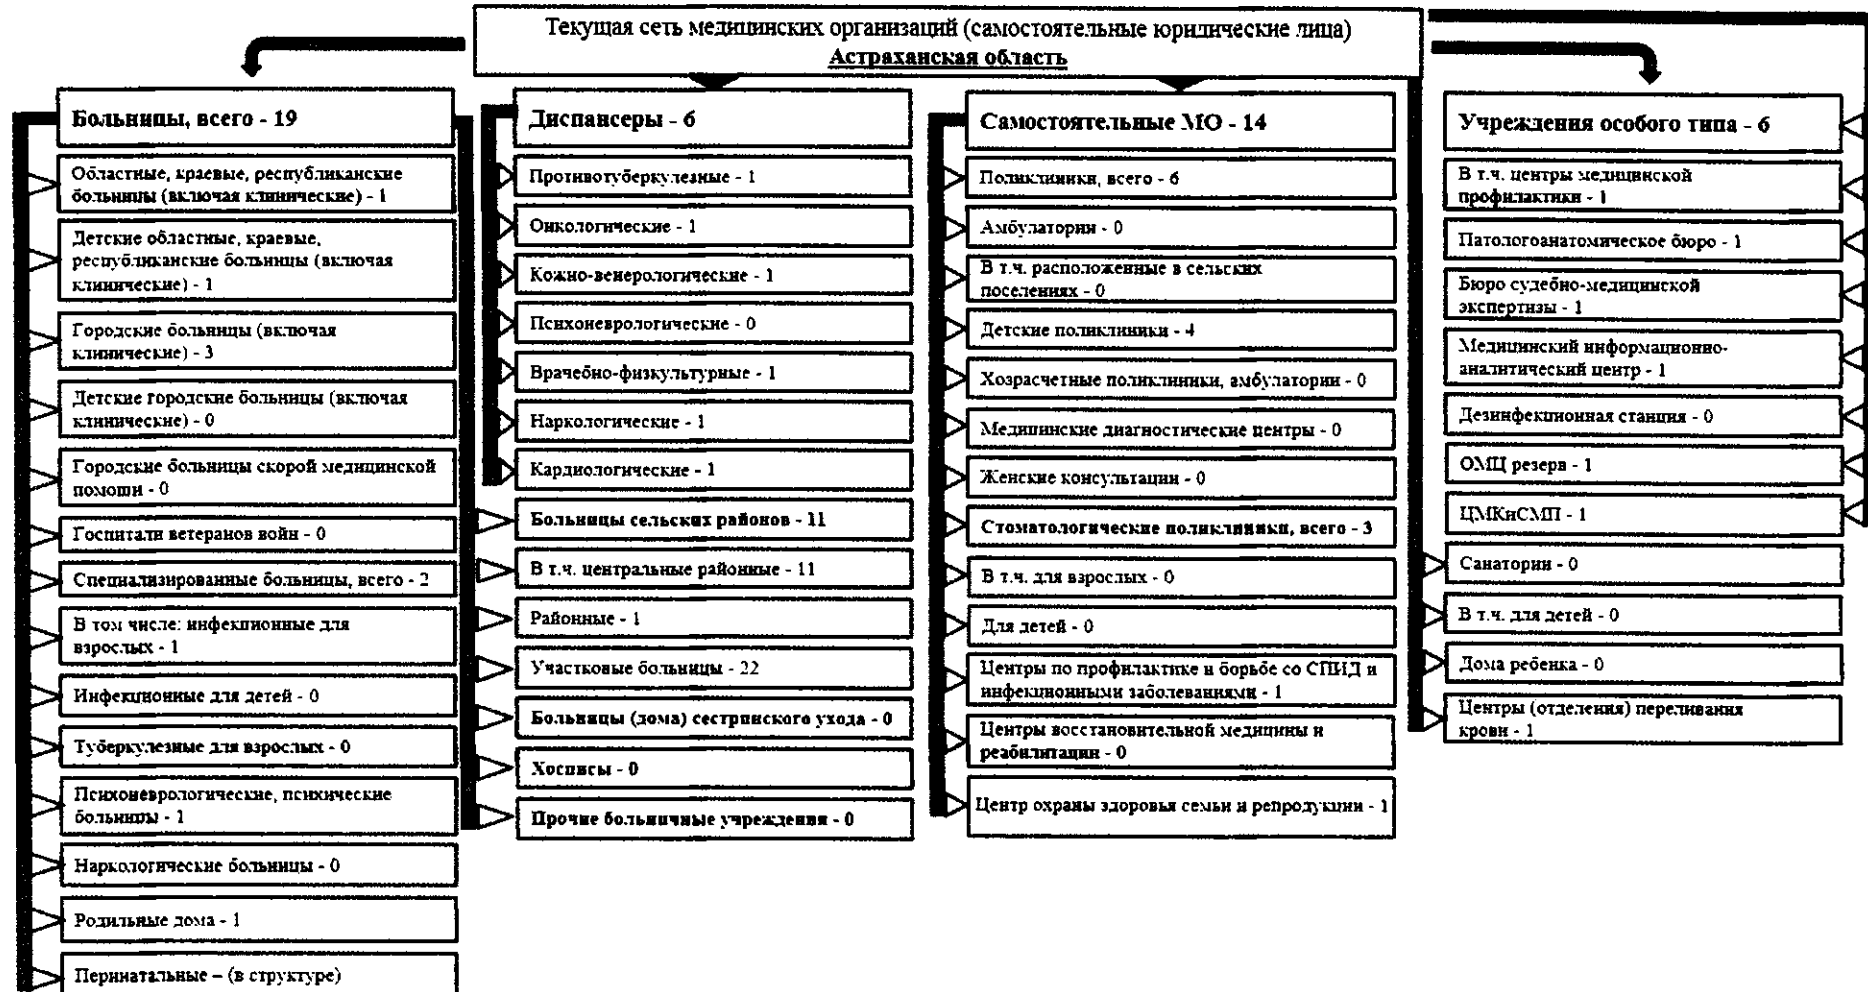 Текущая сеть медицинских организаций (самостоятельные юридические лица)
Астраханская область
Больницы, всего - 19
Областные, краевые, республиканские
больницы (включая клинические) - 1
Детские областные, краевые,
республиканские больницы (включая
клинические) - 1
Городские больницы (включая
клинические) - 3
Детские городские больницы (включая
клинические) - 0
Городские больницы скорой медицинской
помощи - 0
Госпитали ветеранов войн - 0
Специализированные больницы, всего - 2
В том числе: инфекционные для
взрослых - 1
Инфекционные для детей - 0
Туберкулезные для взрослых - 0
Психоневрологические, психические
больницы - 1
Наркологические больницы - 0
Родильные дома - 1
Перинатальные – (в структуре)
Диспансеры - 6
Противотуберкулезные - 1
Онкологические - 1
Кожно-венерологические - 1
Психоневрологические - 0
Врачебно-физкультурные - 1
Наркологические - 1
Кардиологические - 1
Больницы сельских районов - 11
В т.ч. центральные районные - 11
Районные - 1
Участковые больницы - 22
Больницы (дома) сестринского ухода - 0
Хосписы - 0
Прочие больничные учреждения - 0
Самостоятельные МО - 14
Поликлиники, всего - 6
Амбулатории - 0
В т.ч. расположенные в сельских
поселениях - 0
Детские поликлиники - 4
Хозрасчетные поликлиники, амбулатории - 0
Медицинские диагностические центры - 0
Женские консультации - 0
Стоматологические поликлиники, всего - 3
В т.ч. для взрослых - 0
Для детей - 0
Центры по профилактике и борьбе со СПИД и
инфекционными заболеваниями - 1
Центры восстановительной медицины и
реабилитации - 0
Центр охраны здоровья семьи и репродукции - 1
Учреждения особого типа - 6
В т.ч. центры медицинской
профилактики - 1
Патологоанатомическое бюро - 1
Бюро судебно-медицинской
экспертизы - 1
Медицинский информационно-
аналитический центр - 1
Дезинфекционная станция - 0
ОМЦ резерв - 1
ЦМКиСМП - 1
Санатории - 0
В т.ч. для детей - 0
Дома ребенка - 0
Центры (отделения) переливания
крови - 1